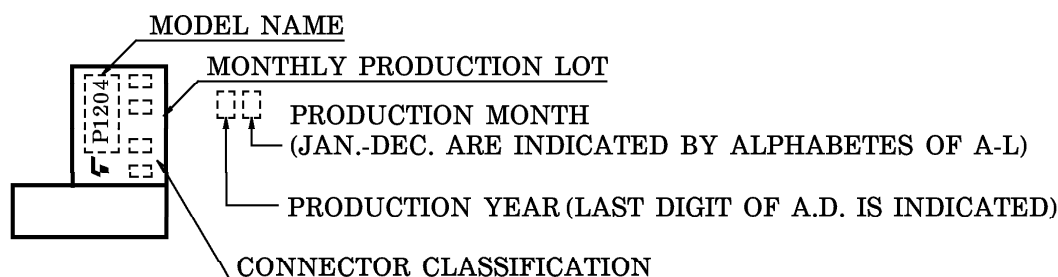 MODEL NAME
MONTHLY PRODUCTION LOT
P1204
PRODUCTION MONTH
(JAN.-DEC. ARE INDICATED BY ALPHABETES OF A-L)
PRODUCTION YEAR (LAST DIGIT OF A.D. IS INDICATED)
CONNECTOR CLASSIFICATION